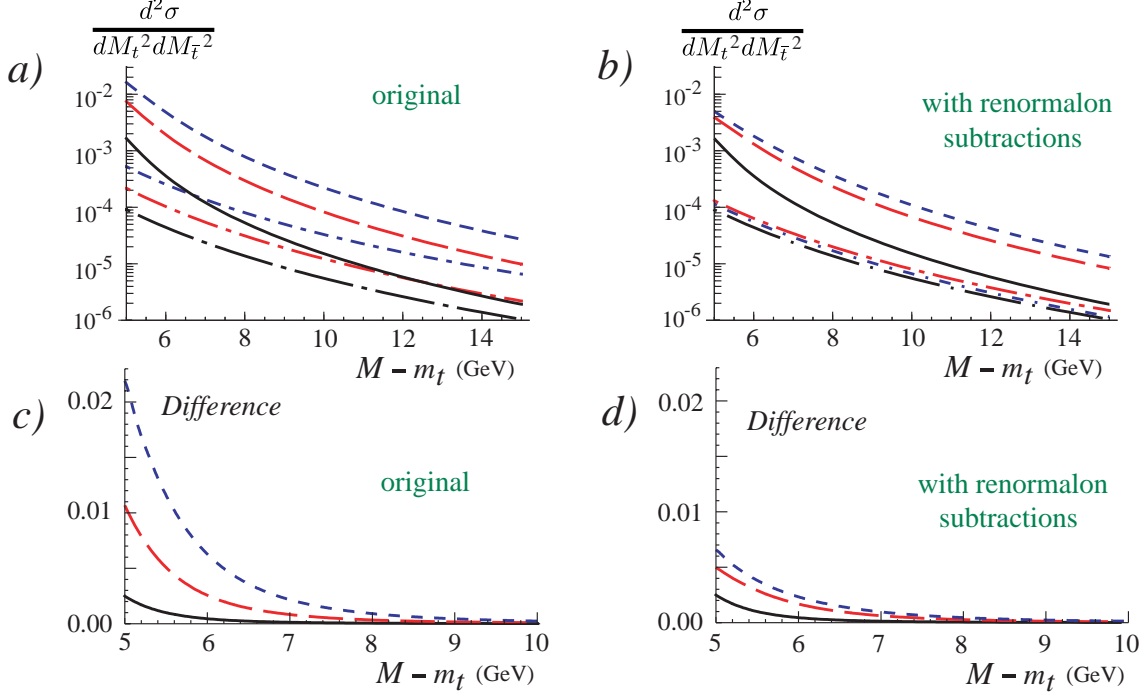 a)
d²σ
dMₜ²dM_t̄²
original
10⁻²
10⁻³
10⁻⁴
10⁻⁵
10⁻⁶
6 8 10 12 14
M − mₜ (GeV)
b)
d²σ
dMₜ²dM_t̄²
with renormalon
subtractions
10⁻²
10⁻³
10⁻⁴
10⁻⁵
10⁻⁶
6 8 10 12 14
M − mₜ (GeV)
c)
Difference
original
0.02
0.01
0.00
5 6 7 8 9 10
M − mₜ (GeV)
d)
Difference
with renormalon
subtractions
0.02
0.01
0.00
5 6 7 8 9 10
M − mₜ (GeV)